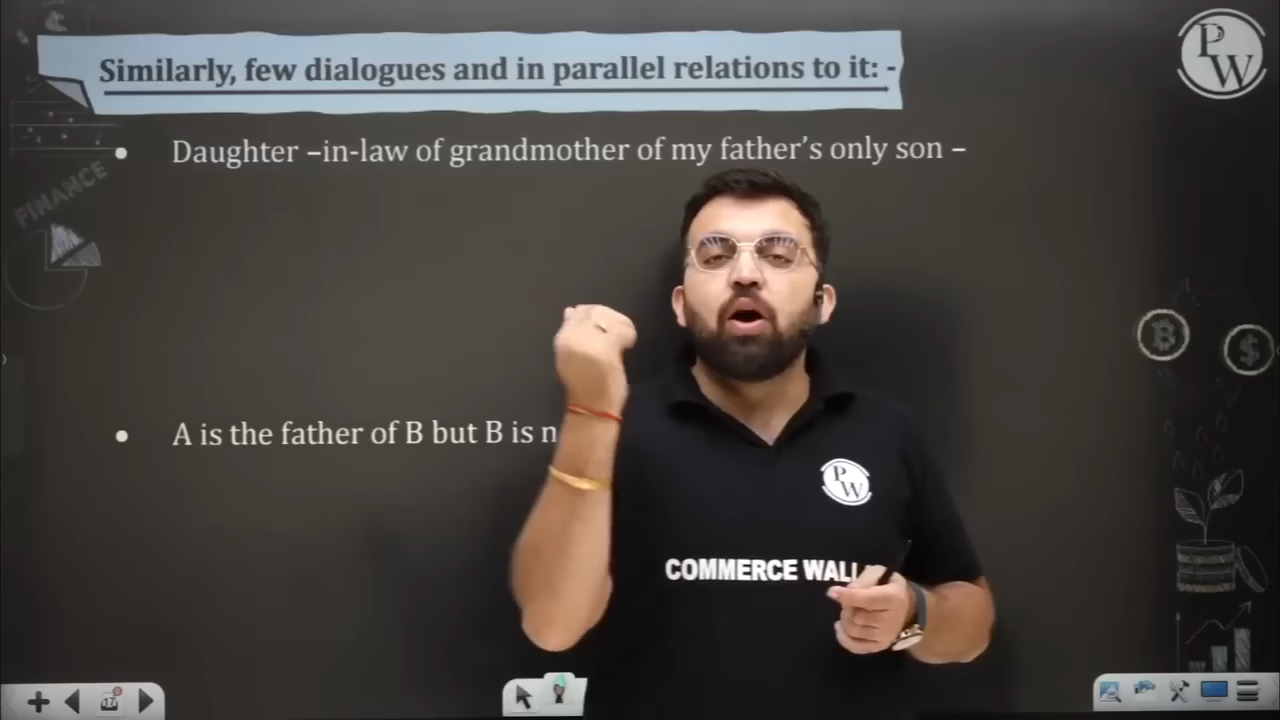 Similarly, few dialogues and in parallel relations to it: -
PW
• Daughter –in-law of grandmother of my father's only son –
FINANCE
• A is the father of B but B is n
PW
COMMERCE WALL
17